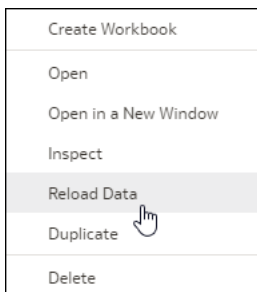 Create Workbook
Open
Open in a New Window
Inspect
Reload Data
Duplicate
Delete